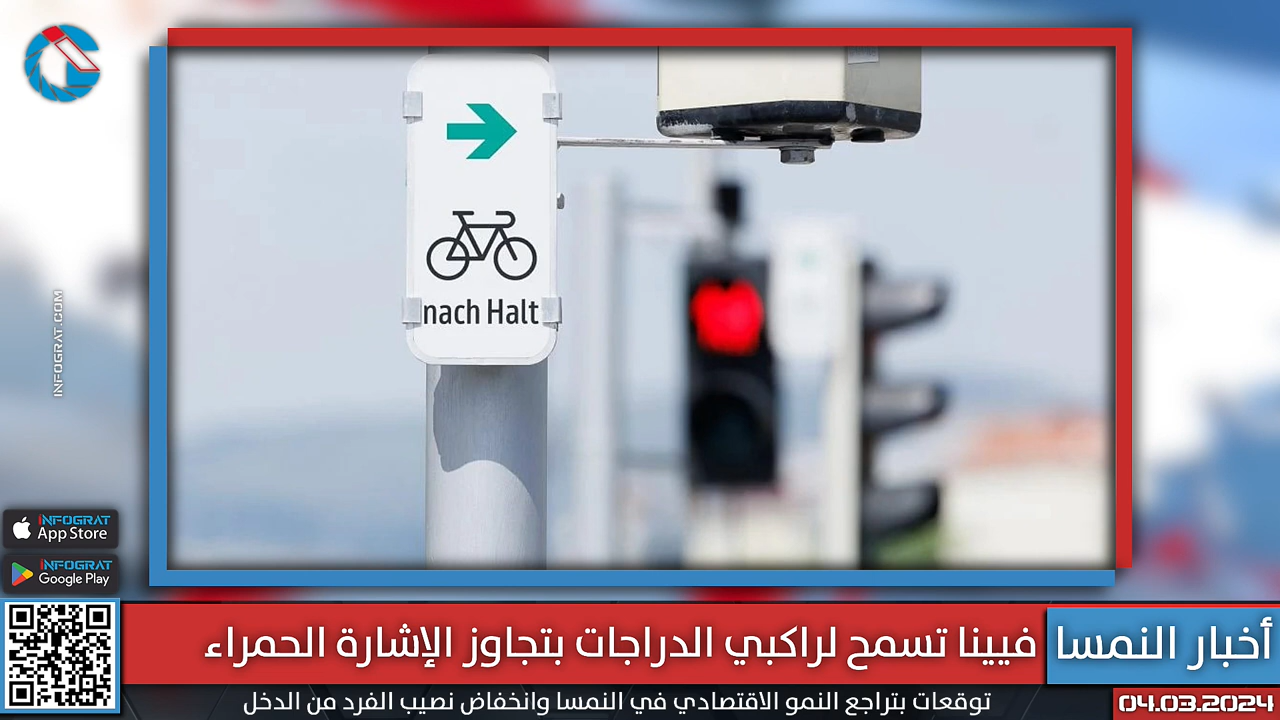 nach Halt
INFOGRAT.COM
INFOGRAT
App Store
INFOGRAT
Google Play
أخبار النمسا
فيينا تسمح لراكبي الدراجات بتجاوز الإشارة الحمراء
04.03.2024
توقعات بتراجع النمو الاقتصادي في النمسا وانخفاض نصيب الفرد من الدخل